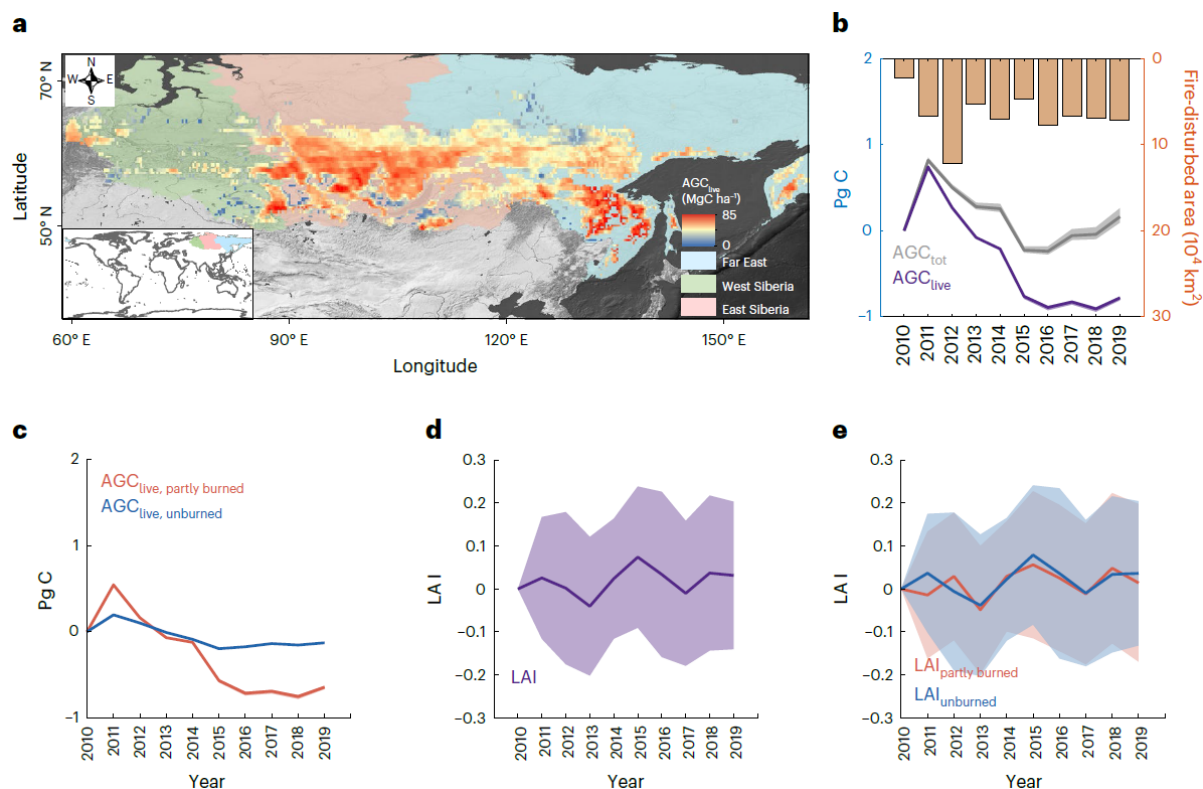 a
N
W E
S
70° N
50° N
Latitude
AGClive
(MgC ha⁻¹)
85
0
Far East
West Siberia
East Siberia
60° E
90° E
120° E
150° E
Longitude
b
2
1
0
−1
Pg C
AGCtot
AGClive
0
10
20
30
Fire-disturbed area (10⁴ km²)
2010
2011
2012
2013
2014
2015
2016
2017
2018
2019
c
2
1
0
−1
Pg C
AGClive, partly burned
AGClive, unburned
2010
2011
2012
2013
2014
2015
2016
2017
2018
2019
Year
d
0.3
0.2
0.1
0
−0.1
−0.2
−0.3
LA I
LAI
2010
2011
2012
2013
2014
2015
2016
2017
2018
2019
Year
e
0.3
0.2
0.1
0
−0.1
−0.2
−0.3
LA I
LAIpartly burned
LAIunburned
2010
2011
2012
2013
2014
2015
2016
2017
2018
2019
Year